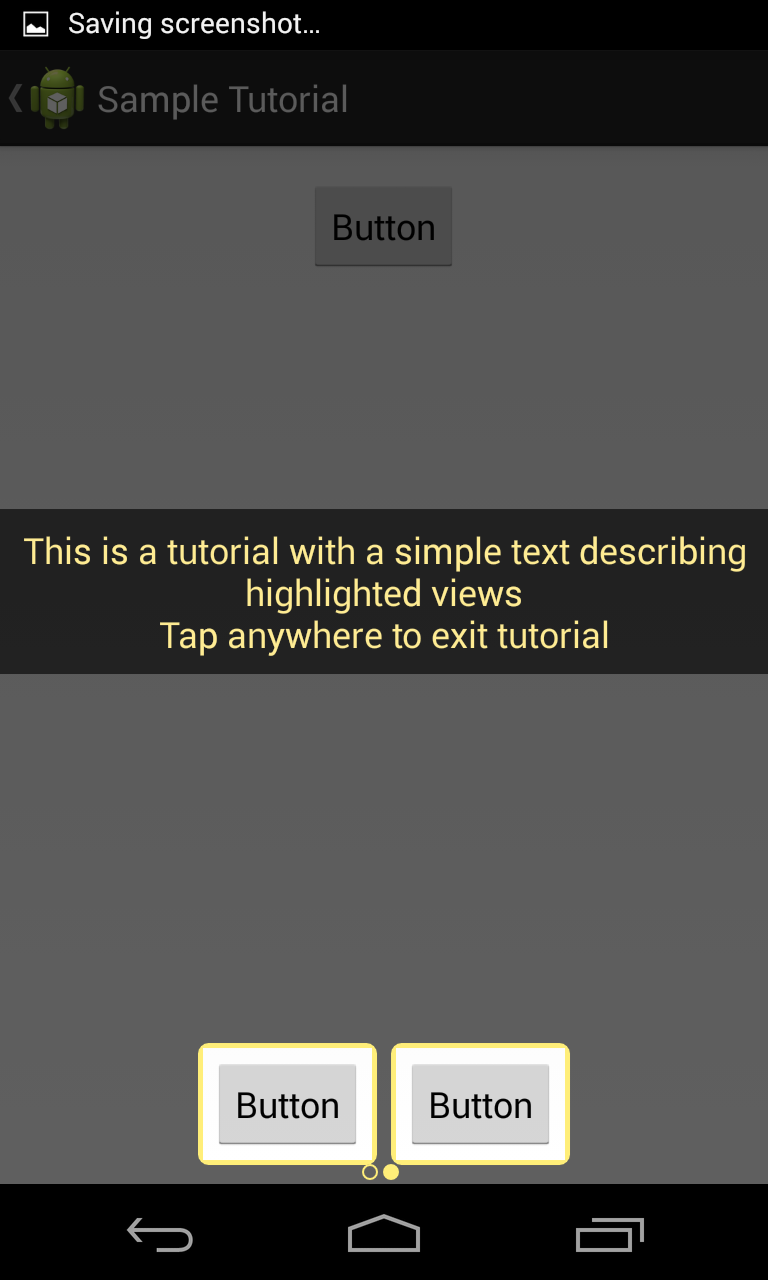 Saving screenshot...
Sample Tutorial
Button
This is a tutorial with a simple text describing
highlighted views
Tap anywhere to exit tutorial
Button Button